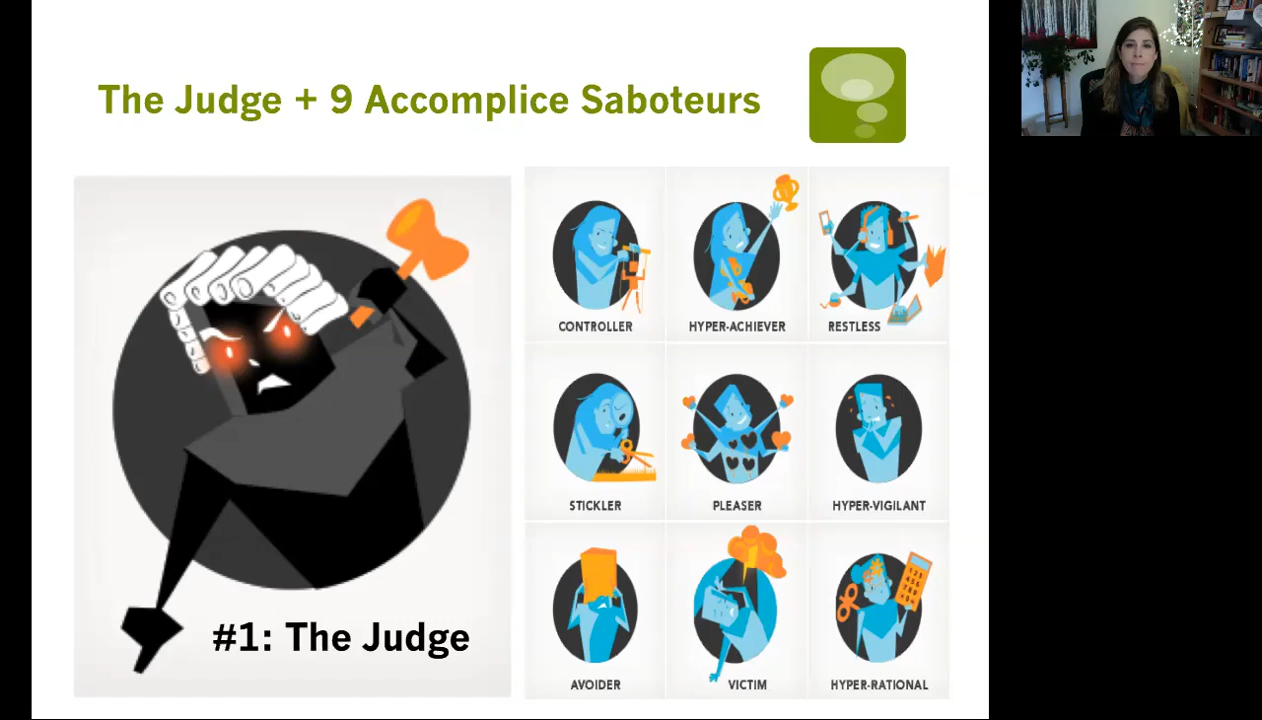 The Judge + 9 Accomplice Saboteurs
#1: The Judge
CONTROLLER
HYPER-ACHIEVER
RESTLESS
STICKLER
PLEASER
HYPER-VIGILANT
AVOIDER
VICTIM
HYPER-RATIONAL